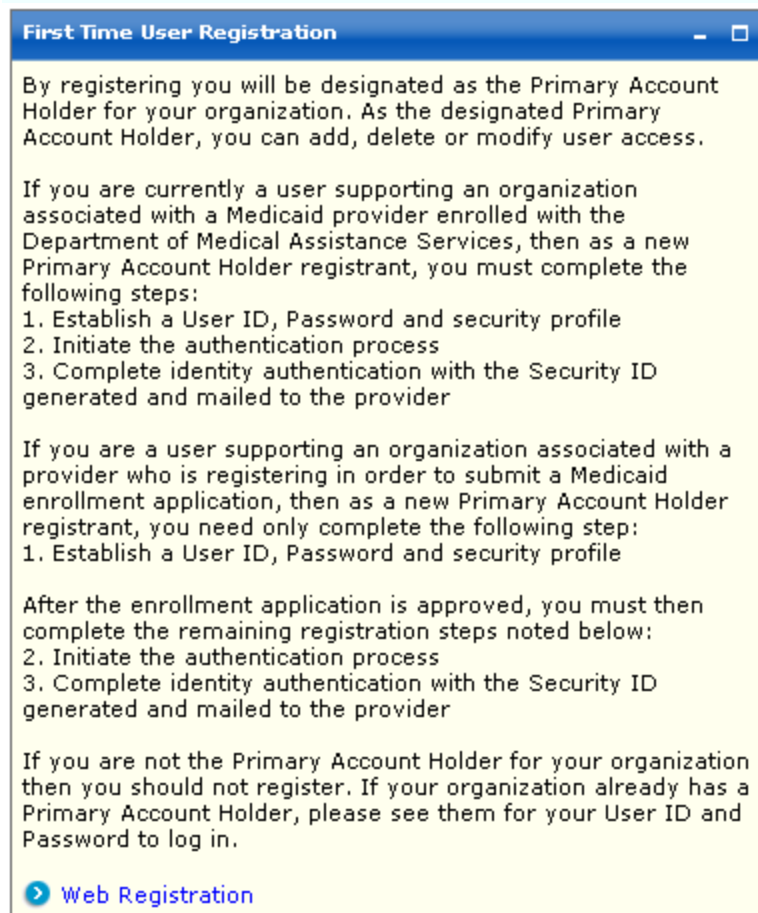 First Time User Registration
By registering you will be designated as the Primary Account
Holder for your organization. As the designated Primary
Account Holder, you can add, delete or modify user access.
If you are currently a user supporting an organization
associated with a Medicaid provider enrolled with the
Department of Medical Assistance Services, then as a new
Primary Account Holder registrant, you must complete the
following steps:
1. Establish a User ID, Password and security profile
2. Initiate the authentication process
3. Complete identity authentication with the Security ID
generated and mailed to the provider
If you are a user supporting an organization associated with a
provider who is registering in order to submit a Medicaid
enrollment application, then as a new Primary Account Holder
registrant, you need only complete the following step:
1. Establish a User ID, Password and security profile
After the enrollment application is approved, you must then
complete the remaining registration steps noted below:
2. Initiate the authentication process
3. Complete identity authentication with the Security ID
generated and mailed to the provider
If you are not the Primary Account Holder for your organization
then you should not register. If your organization already has a
Primary Account Holder, please see them for your User ID and
Password to log in.
Web Registration